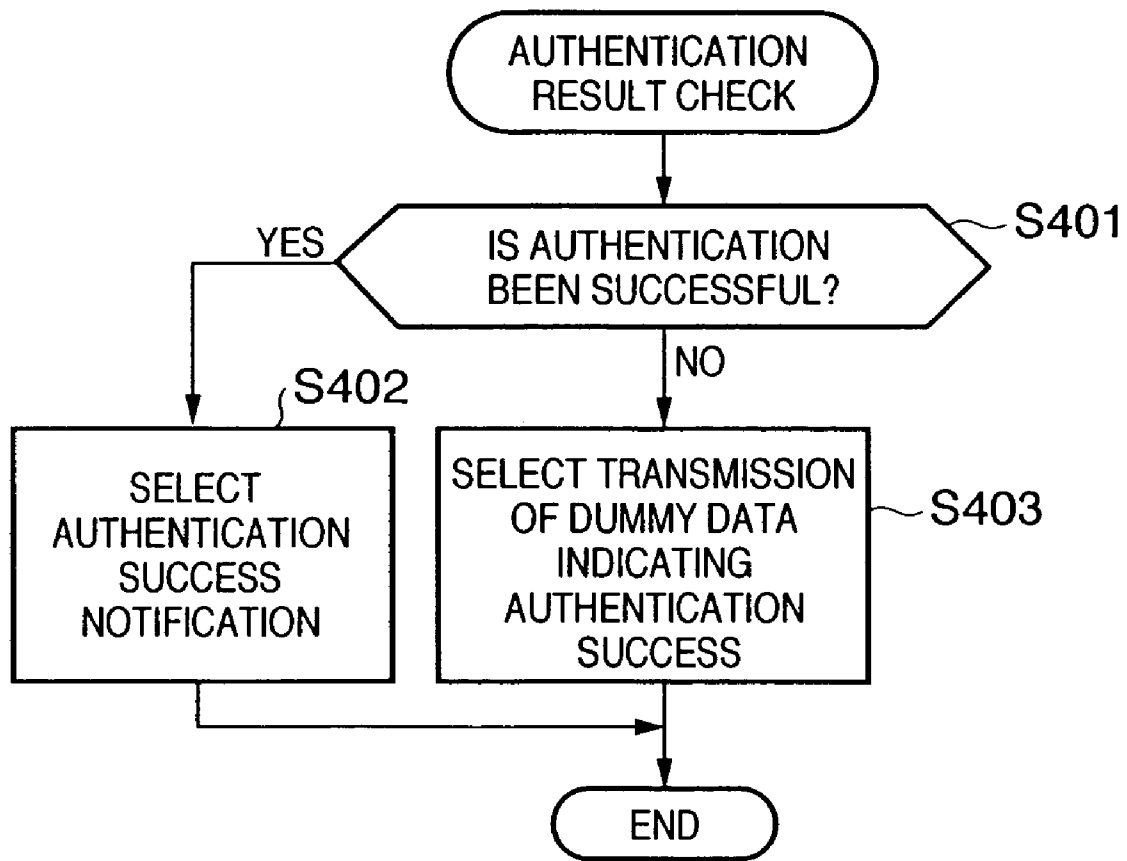 AUTHENTICATION
RESULT CHECK
S401
YES
IS AUTHENTICATION
BEEN SUCCESSFUL?
NO
S402
SELECT
AUTHENTICATION
SUCCESS
NOTIFICATION
SELECT TRANSMISSION
OF DUMMY DATA
INDICATING
AUTHENTICATION
SUCCESS
S403
END